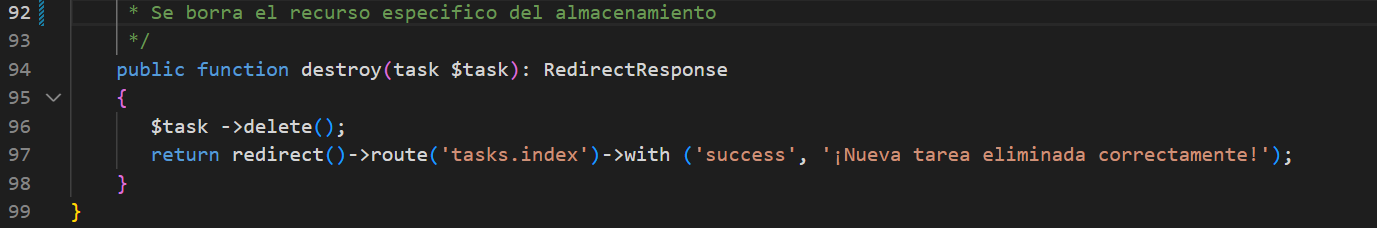 92 * Se borra el recurso especifico del almacenamiento
93 */
94 public function destroy(task $task): RedirectResponse
95 {
96 $task ->delete();
97 return redirect()->route('tasks.index')->with ('success', '¡Nueva tarea eliminada correctamente!');
98 }
99 }